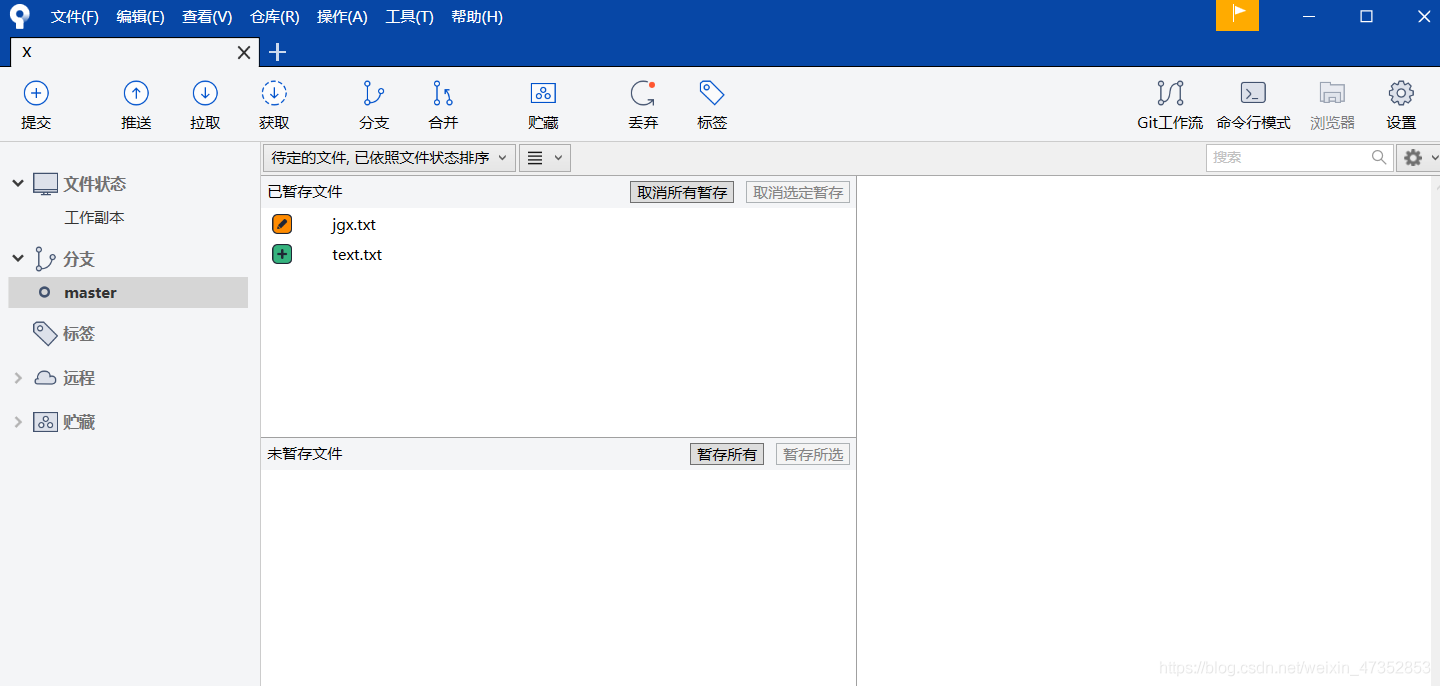 文件(F) 编辑(E) 查看(V) 仓库(R) 操作(A) 工具(T) 帮助(H)
X
提交 推送 拉取 获取 分支 合并 贮藏 丢弃 标签 Git工作流 命令行模式 浏览器 设置
待定的文件, 已依照文件状态排序 搜索
文件状态
工作副本
分支
master
标签
远程
贮藏
已暂存文件 取消所有暂存 取消选定暂存
jgx.txt
text.txt
未暂存文件 暂存所有 暂存所选
https://blog.csdn.net/weixin_47352853